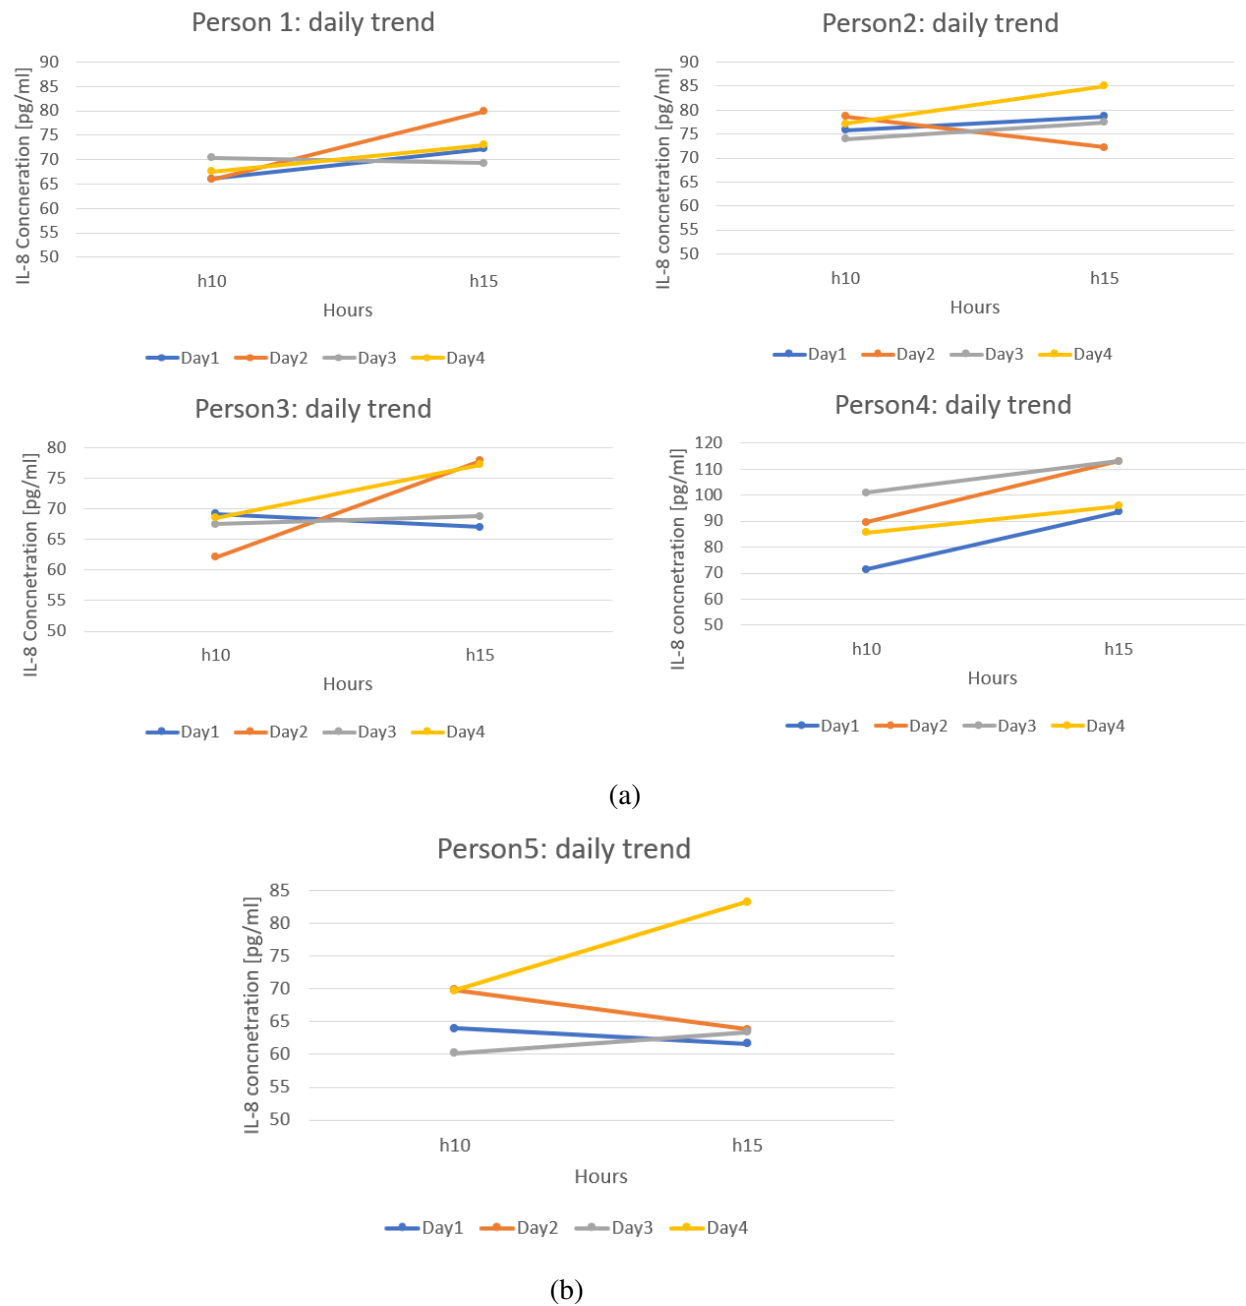 Person 1: daily trend
IL-8 Concneration [pg/ml]
90
85
80
75
70
65
60
55
50
h10 h15
Hours
Day1 Day2 Day3 Day4
Person2: daily trend
IL-8 concnetration [pg/ml]
90
85
80
75
70
65
60
55
50
h10 h15
Hours
Day1 Day2 Day3 Day4
Person3: daily trend
IL-8 Concnetration [pg/ml]
80
75
70
65
60
55
50
h10 h15
Hours
Day1 Day2 Day3 Day4
Person4: daily trend
IL-8 concnetration [pg/ml]
120
110
100
90
80
70
60
50
h10 h15
Hours
Day1 Day2 Day3 Day4
(a)
Person5: daily trend
IL-8 concnetration [pg/ml]
85
80
75
70
65
60
55
50
h10 h15
Hours
Day1 Day2 Day3 Day4
(b)